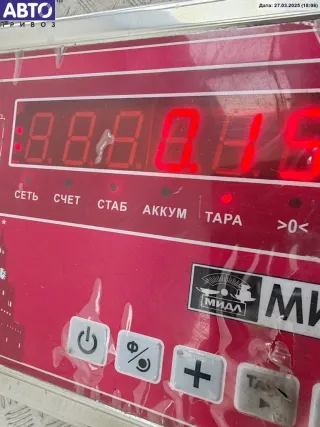 АВТО
ПРИВОЗ
Дата: 27.03.2025 (18:06)
0.15
СЕТЬ СЧЕТ СТАБ АККУМ ТАРА >0<
МИДЛ
Ф